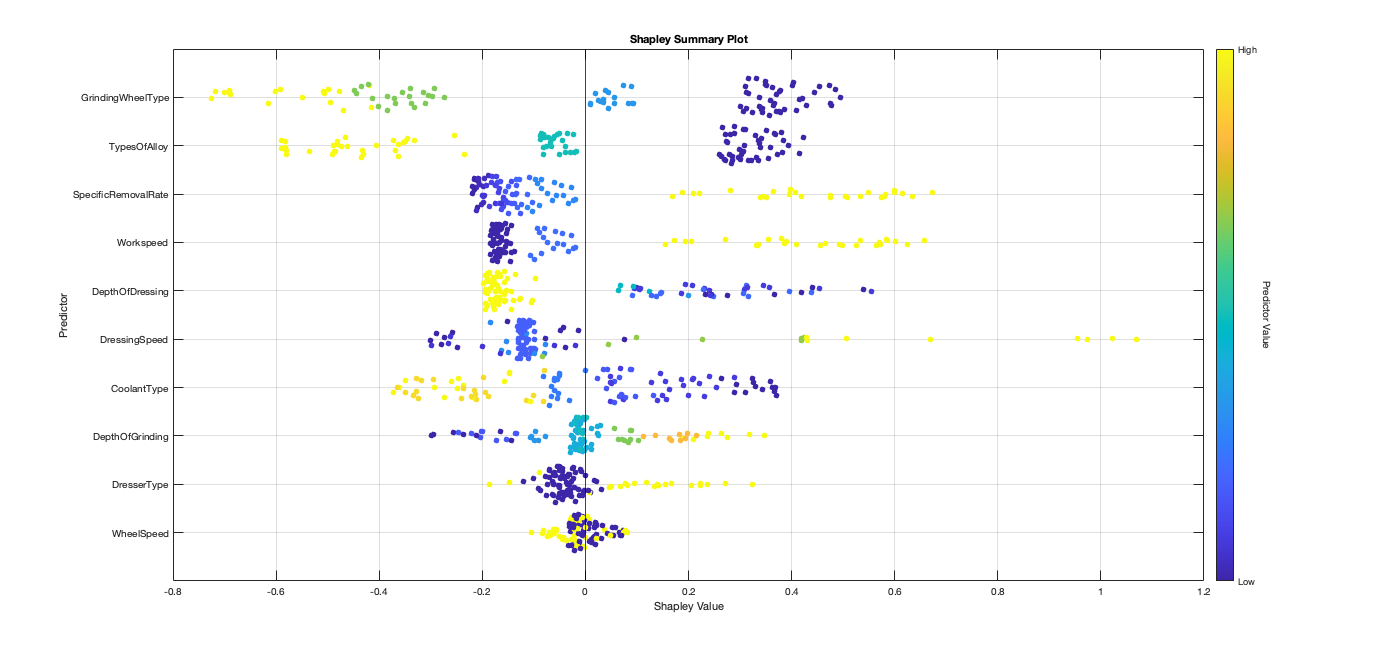 Shapley Summary Plot
High
GrindingWheelType
TypesOfAlloy
SpecificRemovalRate
Workspeed
DepthOfDressing
DressingSpeed
CoolantType
DepthOfGrinding
DresserType
WheelSpeed
Predictor
Predictor Value
Low
-0.8 -0.6 -0.4 -0.2 0 0.2 0.4 0.6 0.8 1 1.2
Shapley Value